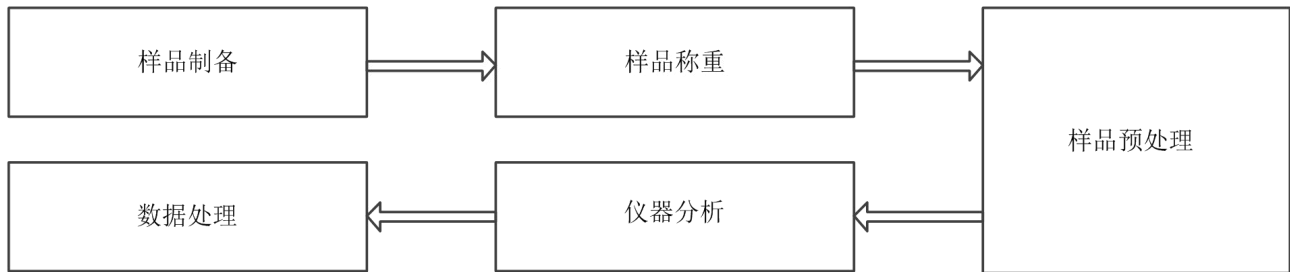 样品制备
样品称重
样品预处理
仪器分析
数据处理